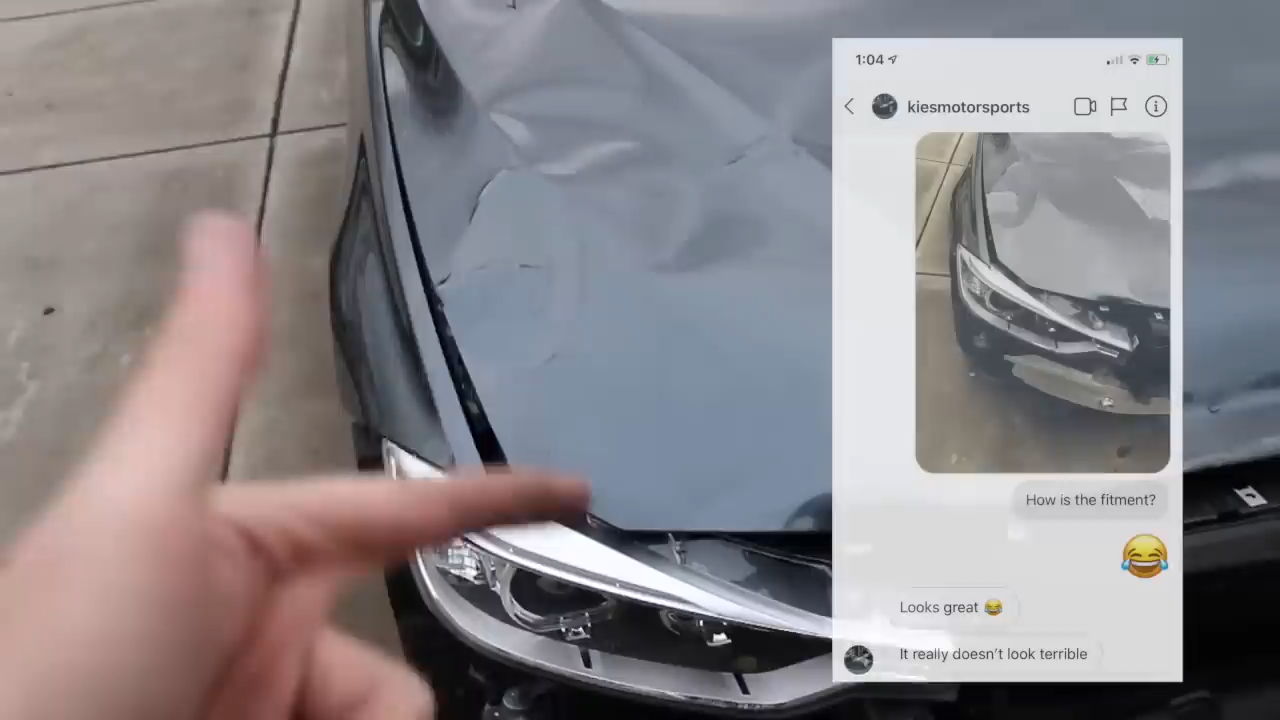 1:04
kiesmotorsports
How is the fitment?
😂
Looks great 😂
It really doesn’t look terrible